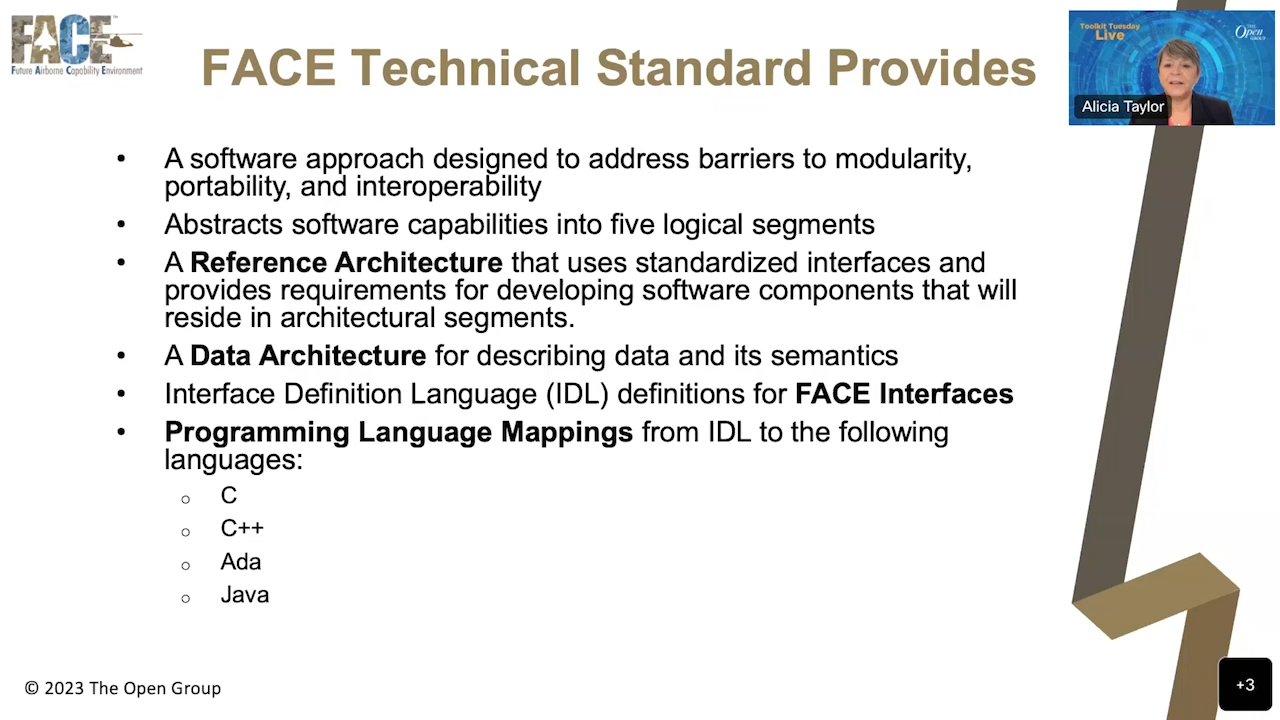 FACE™
Future Airborne Capability Environment
FACE Technical Standard Provides
Toolkit Tuesday
Live
THE
Open
GROUP
Alicia Taylor
• A software approach designed to address barriers to modularity,
portability, and interoperability
• Abstracts software capabilities into five logical segments
• A Reference Architecture that uses standardized interfaces and
provides requirements for developing software components that will
reside in architectural segments.
• A Data Architecture for describing data and its semantics
• Interface Definition Language (IDL) definitions for FACE Interfaces
• Programming Language Mappings from IDL to the following
languages:
○ C
○ C++
○ Ada
○ Java
© 2023 The Open Group
+3